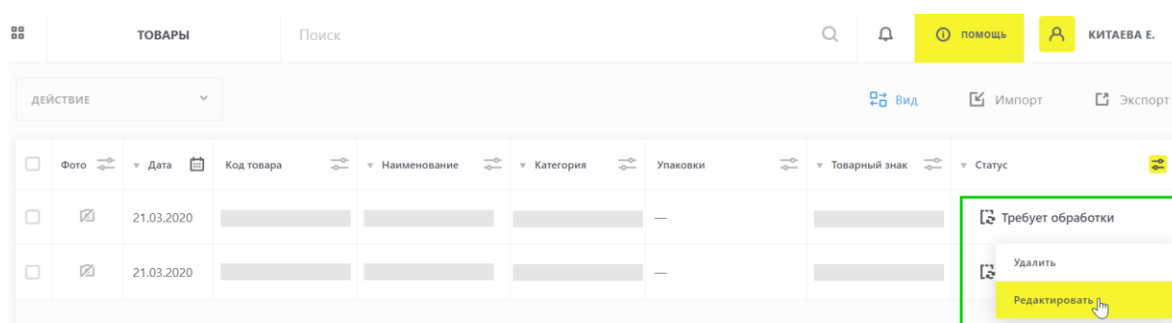 ТОВАРЫ Поиск ПОМОЩЬ КИТАЕВА Е.
ДЕЙСТВИЕ Вид Импорт Экспорт
Фото Дата Код товара Наименование Категория Упаковки Товарный знак Статус
21.03.2020 — Требует обработки
21.03.2020 —
Удалить
Редактировать